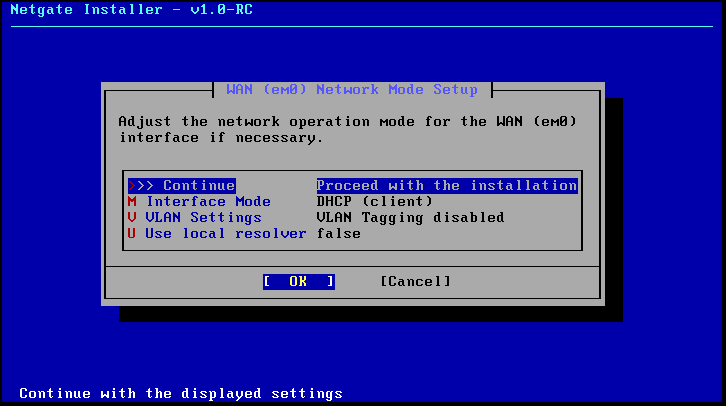 Netgate Installer - v1.0-RC
WAN (em0) Network Mode Setup
Adjust the network operation mode for the WAN (em0)
interface if necessary.
>>> Continue Proceed with the installation
M Interface Mode DHCP (client)
V VLAN Settings VLAN Tagging disabled
U Use local resolver false
[ OK ] [Cancel]
Continue with the displayed settings